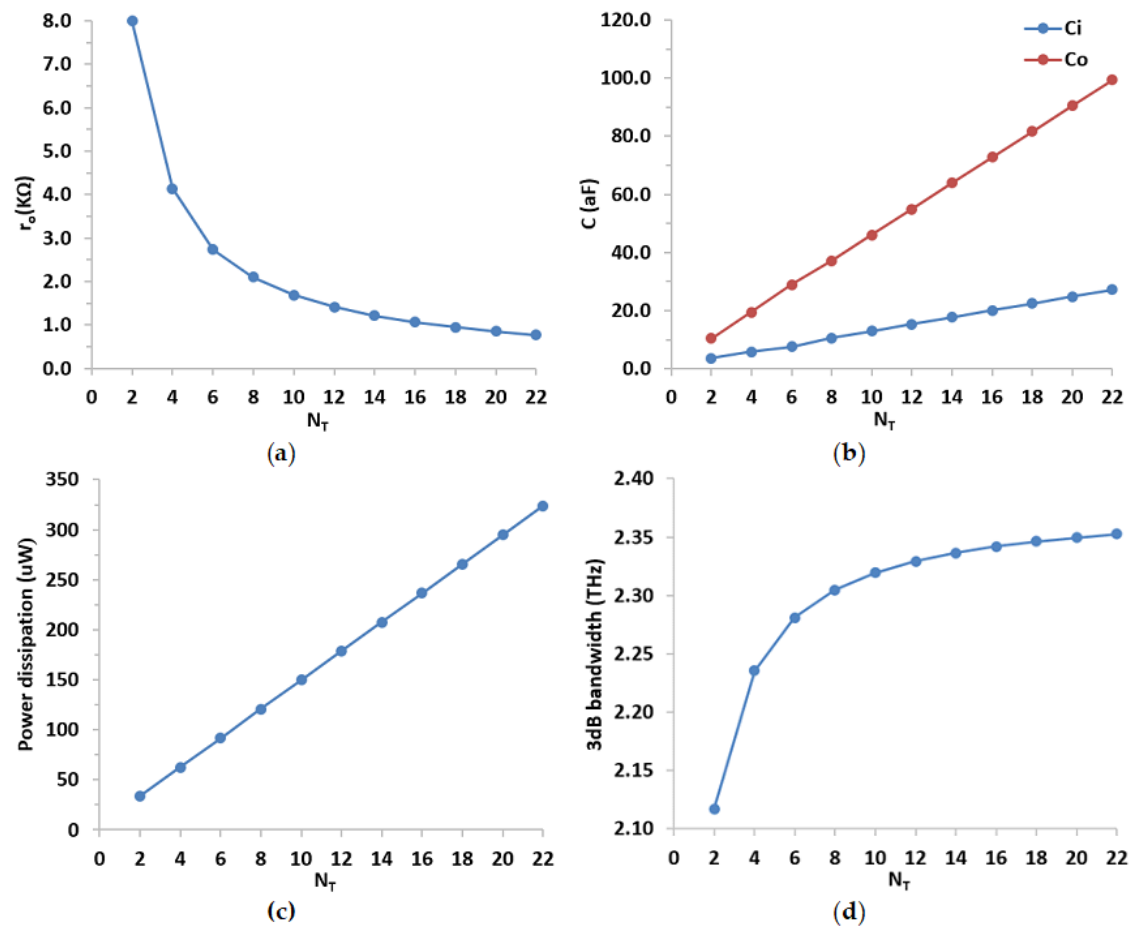 8.0
7.0
6.0
5.0
4.0
3.0
2.0
1.0
0.0
rₒ(KΩ)
0 2 4 6 8 10 12 14 16 18 20 22
N_T
(a)
120.0
100.0
80.0
60.0
40.0
20.0
0.0
C (aF)
Ci
Co
0 2 4 6 8 10 12 14 16 18 20 22
N_T
(b)
350
300
250
200
150
100
50
0
Power dissipation (uW)
0 2 4 6 8 10 12 14 16 18 20 22
N_T
(c)
2.40
2.35
2.30
2.25
2.20
2.15
2.10
3dB bandwidth (THz)
0 2 4 6 8 10 12 14 16 18 20 22
N_T
(d)